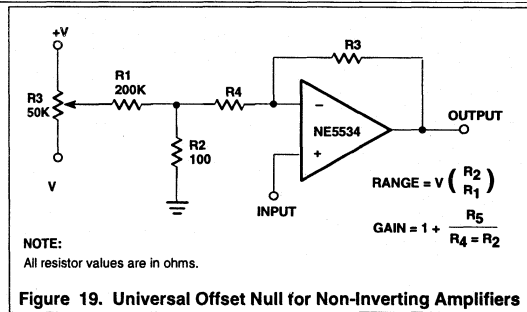 +V
R1
200K
R3
50K
R4
R3
R2
100
V
−
NE5534
+
OUTPUT
INPUT
RANGE = V ( R2 / R1 )
GAIN = 1 + R5 / R4 = R2
NOTE:
All resistor values are in ohms.
Figure 19. Universal Offset Null for Non-Inverting Amplifiers